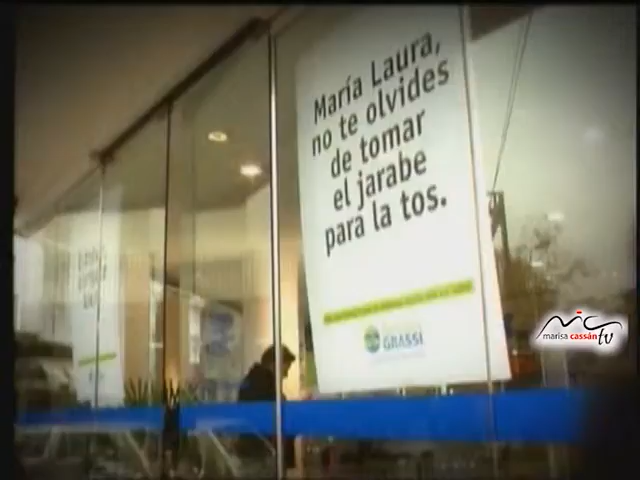 María Laura,
no te olvides
de tomar
el jarabe
para la tos.
GRASSI
marisa cassán tv